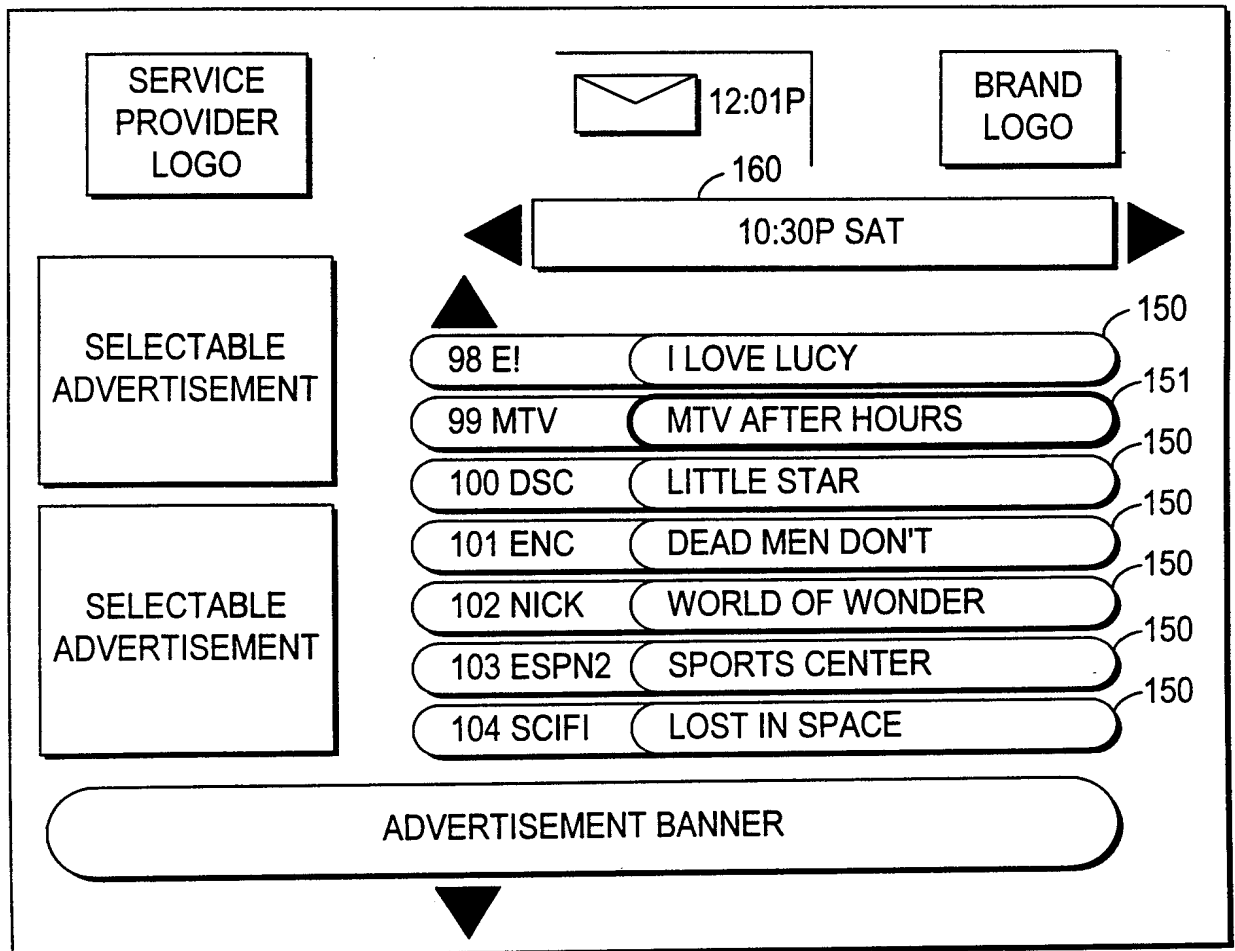 SERVICE
PROVIDER
LOGO
12:01P
BRAND
LOGO
160
10:30P SAT
SELECTABLE
ADVERTISEMENT
SELECTABLE
ADVERTISEMENT
150
98 E! I LOVE LUCY
151
99 MTV MTV AFTER HOURS
150
100 DSC LITTLE STAR
150
101 ENC DEAD MEN DON'T
150
102 NICK WORLD OF WONDER
150
103 ESPN2 SPORTS CENTER
150
104 SCIFI LOST IN SPACE
ADVERTISEMENT BANNER